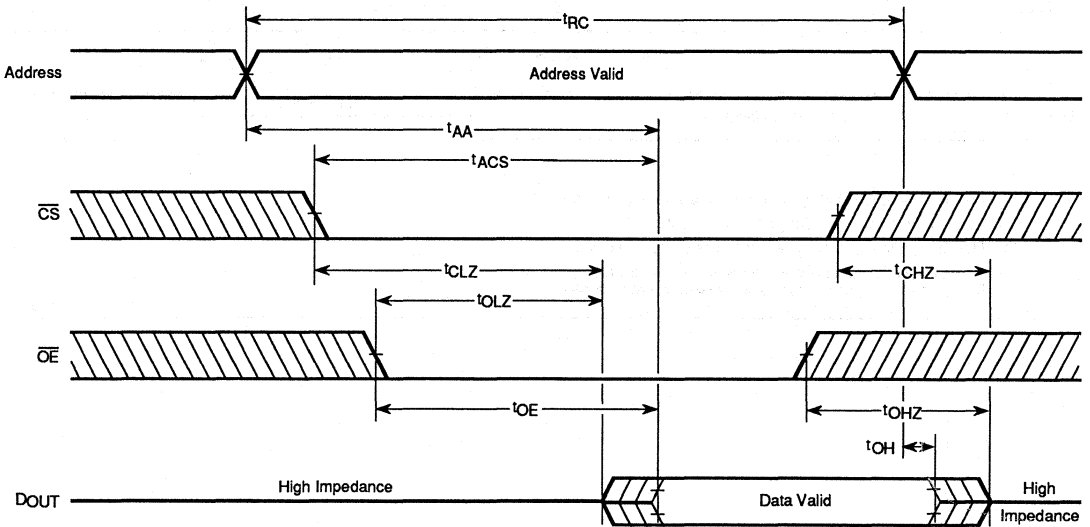 tRC
Address
Address Valid
tAA
tACS
CS
tCLZ
tCHZ
tOLZ
OE
tOE
tOHZ
tOH
DOUT
High Impedance
Data Valid
High
Impedance